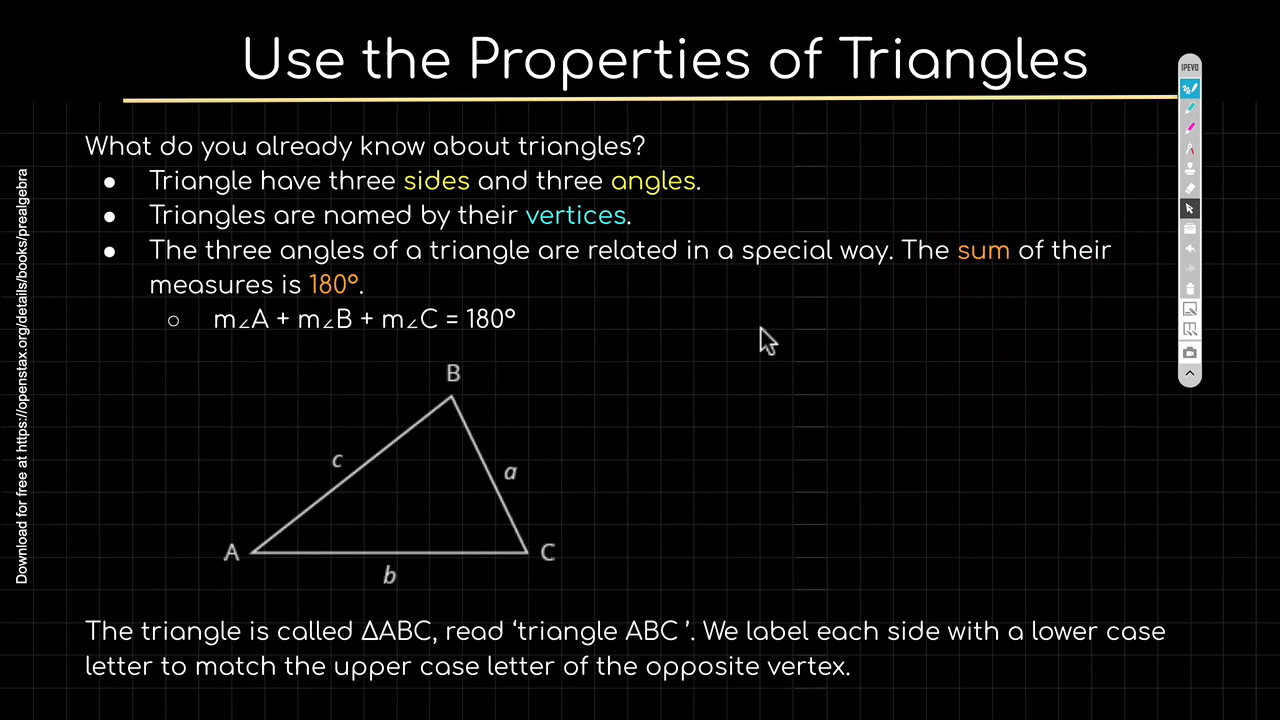 Use the Properties of Triangles
IPEVO
What do you already know about triangles?
● Triangle have three sides and three angles.
● Triangles are named by their vertices.
● The three angles of a triangle are related in a special way. The sum of their
measures is 180°.
○ m∠A + m∠B + m∠C = 180°
B
c
a
A
C
b
The triangle is called ΔABC, read ‘triangle ABC ’. We label each side with a lower case
letter to match the upper case letter of the opposite vertex.
Download for free at https://openstax.org/details/books/prealgebra